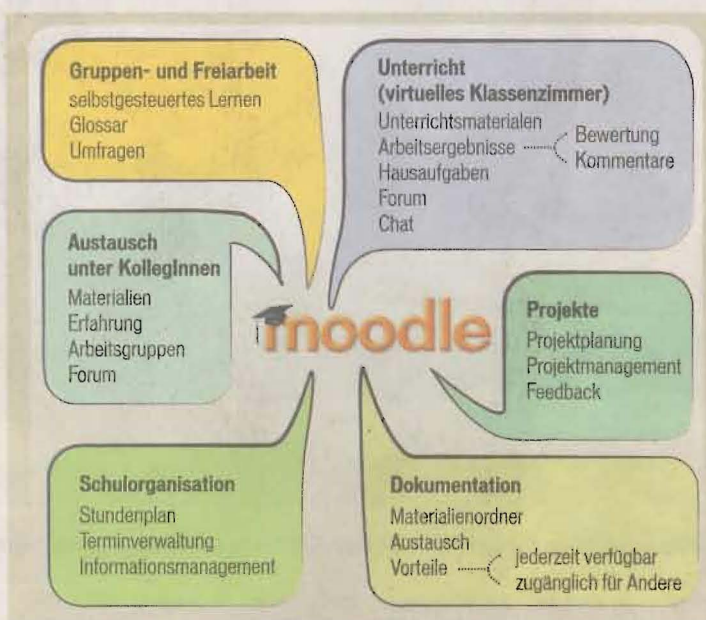 Gruppen- und Freiarbeit
selbstgesteuertes Lernen
Glossar
Umfragen
Unterricht
(virtuelles Klassenzimmer)
Unterrichtsmaterialen
Arbeitsergebnisse
Bewertung
Kommentare
Hausaufgaben
Forum
Chat
Austausch
unter KollegInnen
Materialien
Erfahrung
Arbeitsgruppen
Forum
moodle
Projekte
Projektplanung
Projektmanagement
Feedback
Schulorganisation
Stundenplan
Terminverwaltung
Informationsmanagement
Dokumentation
Materialienordner
Austausch
Vorteile
jederzeit verfügbar
zugänglich für Andere